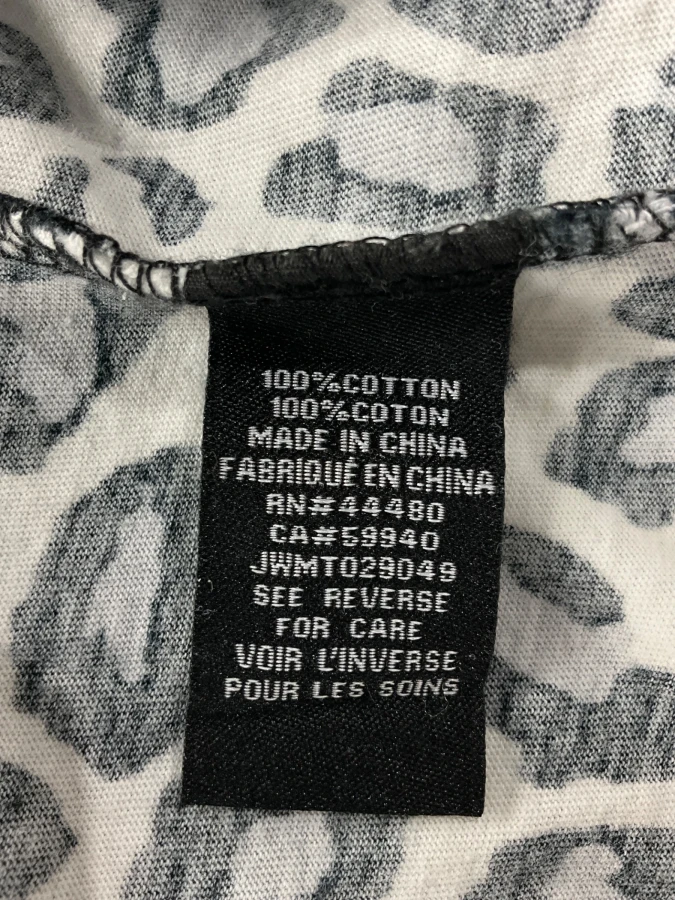 100%COTTON
100%COTON
MADE IN CHINA
FABRIQUÉ EN CHINA
RN#44480
CA#59940
JWMT029049
SEE REVERSE
FOR CARE
VOIR L'INVERSE
POUR LES SOINS